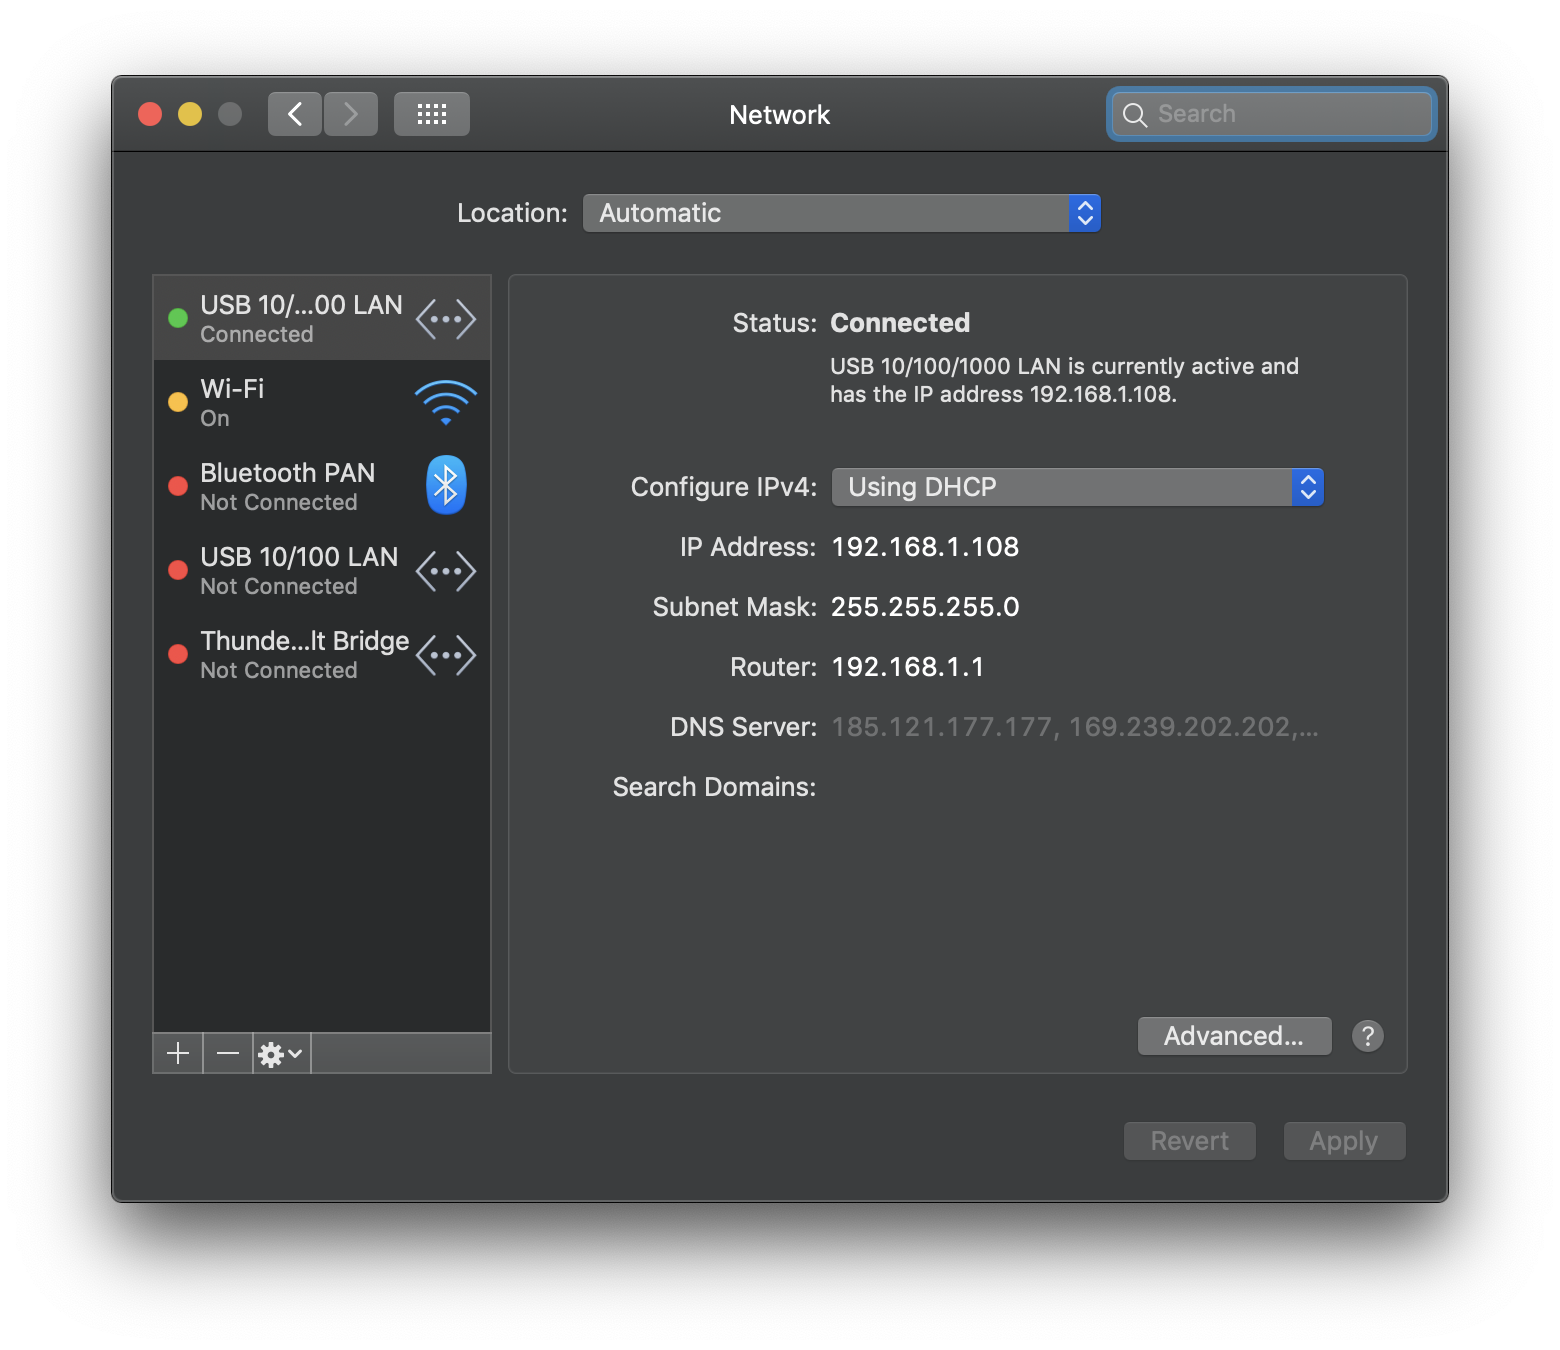 Network
Search
Location: Automatic
USB 10/...00 LAN
Connected
Wi-Fi
On
Bluetooth PAN
Not Connected
USB 10/100 LAN
Not Connected
Thunde...lt Bridge
Not Connected
Status: Connected
USB 10/100/1000 LAN is currently active and
has the IP address 192.168.1.108.
Configure IPv4: Using DHCP
IP Address: 192.168.1.108
Subnet Mask: 255.255.255.0
Router: 192.168.1.1
DNS Server: 185.121.177.177, 169.239.202.202,...
Search Domains:
Advanced... ?
Revert Apply